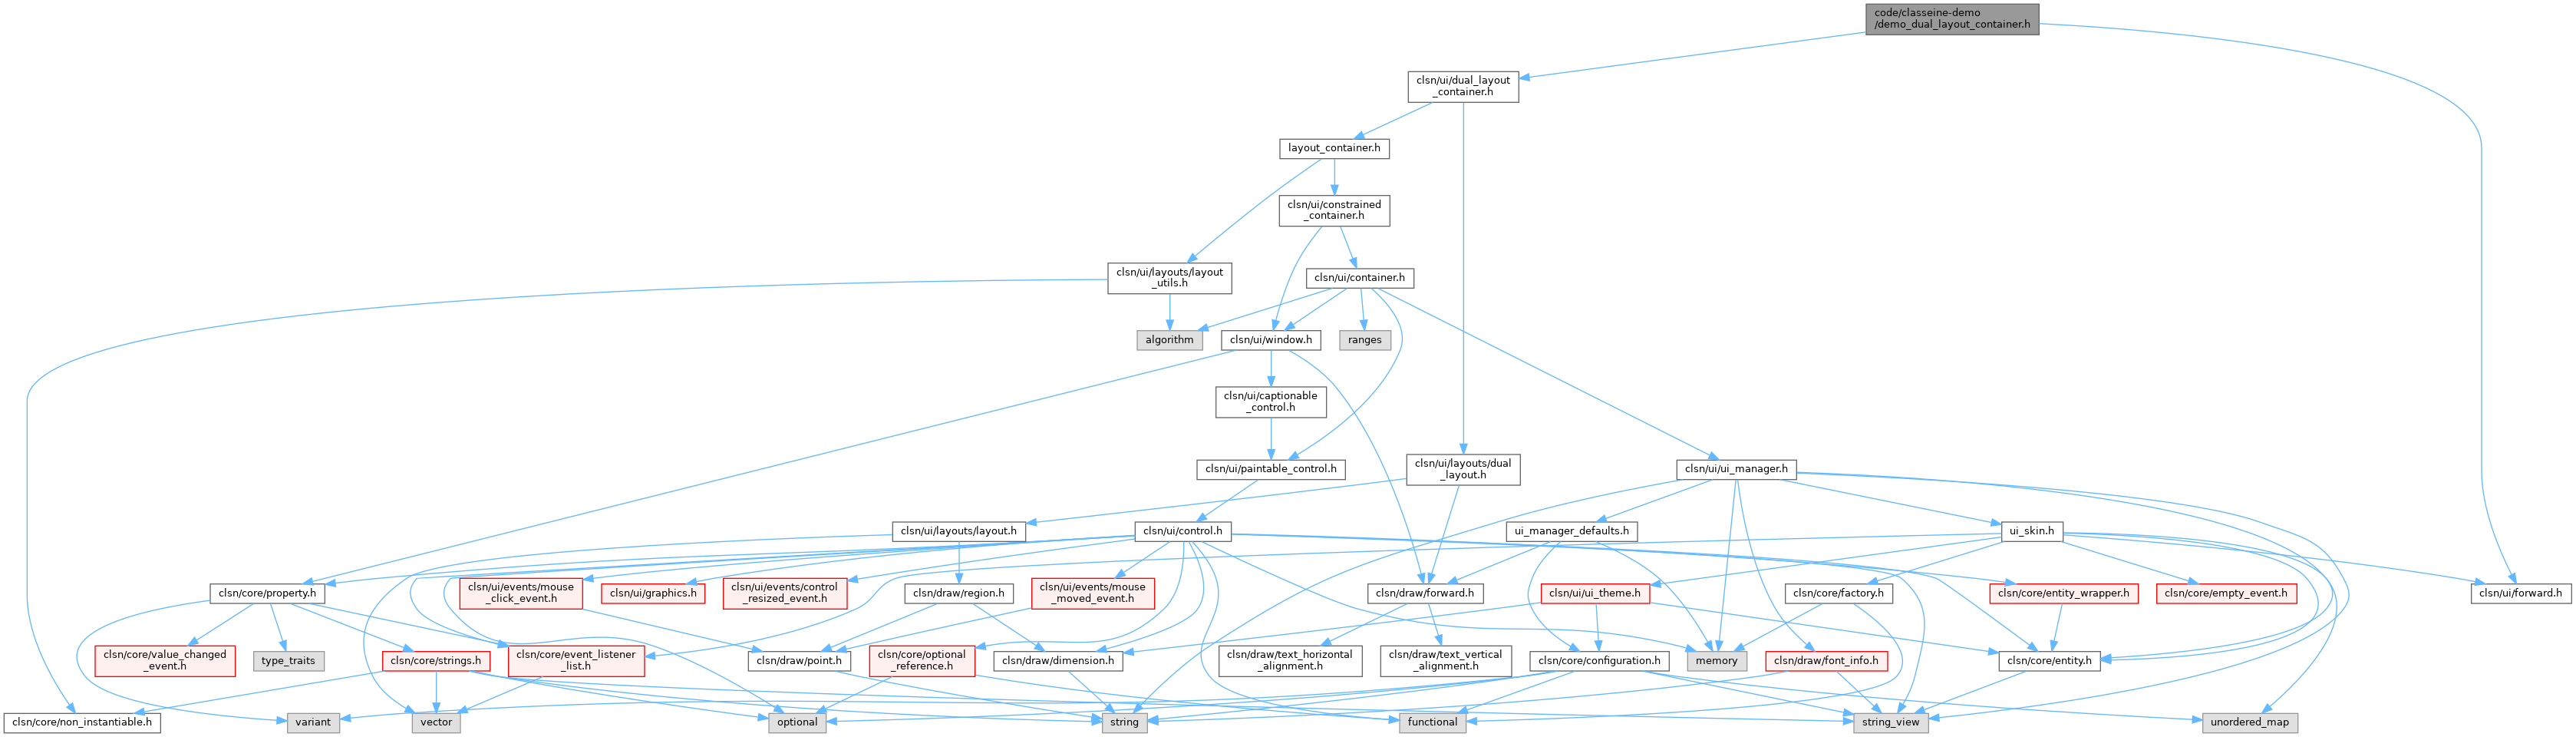 code/classeine-demo
/demo_dual_layout_container.h
clsn/ui/dual_layout
_container.h
layout_container.h
clsn/ui/constrained
_container.h
clsn/ui/layouts/layout
_utils.h
clsn/ui/container.h
algorithm
clsn/ui/window.h
ranges
clsn/ui/captionable
_control.h
clsn/ui/paintable_control.h
clsn/ui/layouts/dual
_layout.h
clsn/ui/ui_manager.h
clsn/ui/layouts/layout.h
clsn/ui/control.h
ui_manager_defaults.h
ui_skin.h
clsn/core/property.h
clsn/ui/events/mouse
_click_event.h
clsn/ui/graphics.h
clsn/ui/events/control
_resized_event.h
clsn/draw/region.h
clsn/ui/events/mouse
_moved_event.h
clsn/draw/forward.h
clsn/ui/ui_theme.h
clsn/core/factory.h
clsn/core/entity_wrapper.h
clsn/core/empty_event.h
clsn/ui/forward.h
clsn/core/value_changed
_event.h
type_traits
clsn/core/strings.h
clsn/core/event_listener
_list.h
clsn/draw/point.h
clsn/core/optional
_reference.h
clsn/draw/dimension.h
clsn/draw/text_horizontal
_alignment.h
clsn/draw/text_vertical
_alignment.h
clsn/core/configuration.h
memory
clsn/draw/font_info.h
clsn/core/entity.h
clsn/core/non_instantiable.h
variant
vector
optional
string
functional
string_view
unordered_map